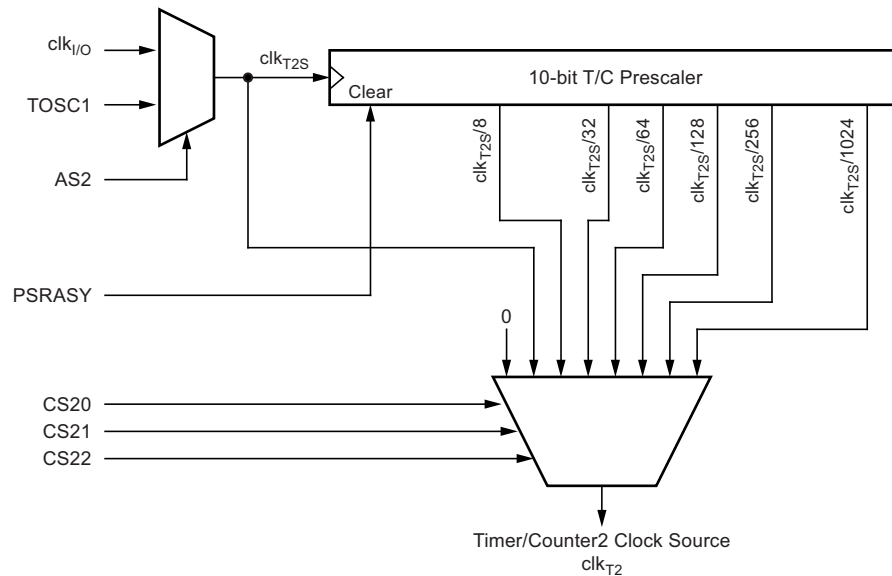 clkI/O
clkT2S
10-bit T/C Prescaler
Clear
TOSC1
AS2
clkT2S/8
clkT2S/32
clkT2S/64
clkT2S/128
clkT2S/256
clkT2S/1024
PSRASY
0
CS20
CS21
CS22
Timer/Counter2 Clock Source
clkT2